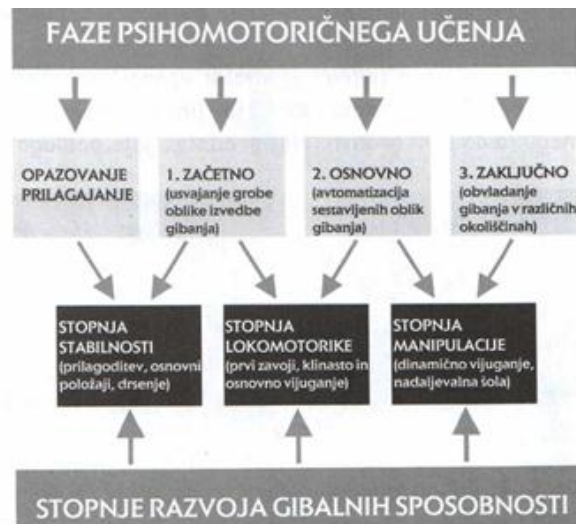 FAZE PSIHOMOTORIČNEGA UČENJA
OPAZOVANJE
PRILAGAJANJE
1. ZAČETNO
(usvajanje grobe
oblike izvedbe
gibanja)
2. OSNOVNO
(avtomatizacija
sestavljenih oblik
gibanja)
3. ZAKLJUČNO
(obvladanje
gibanja v različnih
okoliščinah)
STOPNJA
STABILNOSTI
(prilagoditev, osnovni
položaji, drsenje)
STOPNJA
LOKOMOTORIKE
(prvi zavoji, klinasto in
osnovno vijuganje)
STOPNJA
MANIPULACIJE
(dinamično vijuganje,
nadaljevalna šola)
STOPNJE RAZVOJA GIBALNIH SPOSOBNOSTI